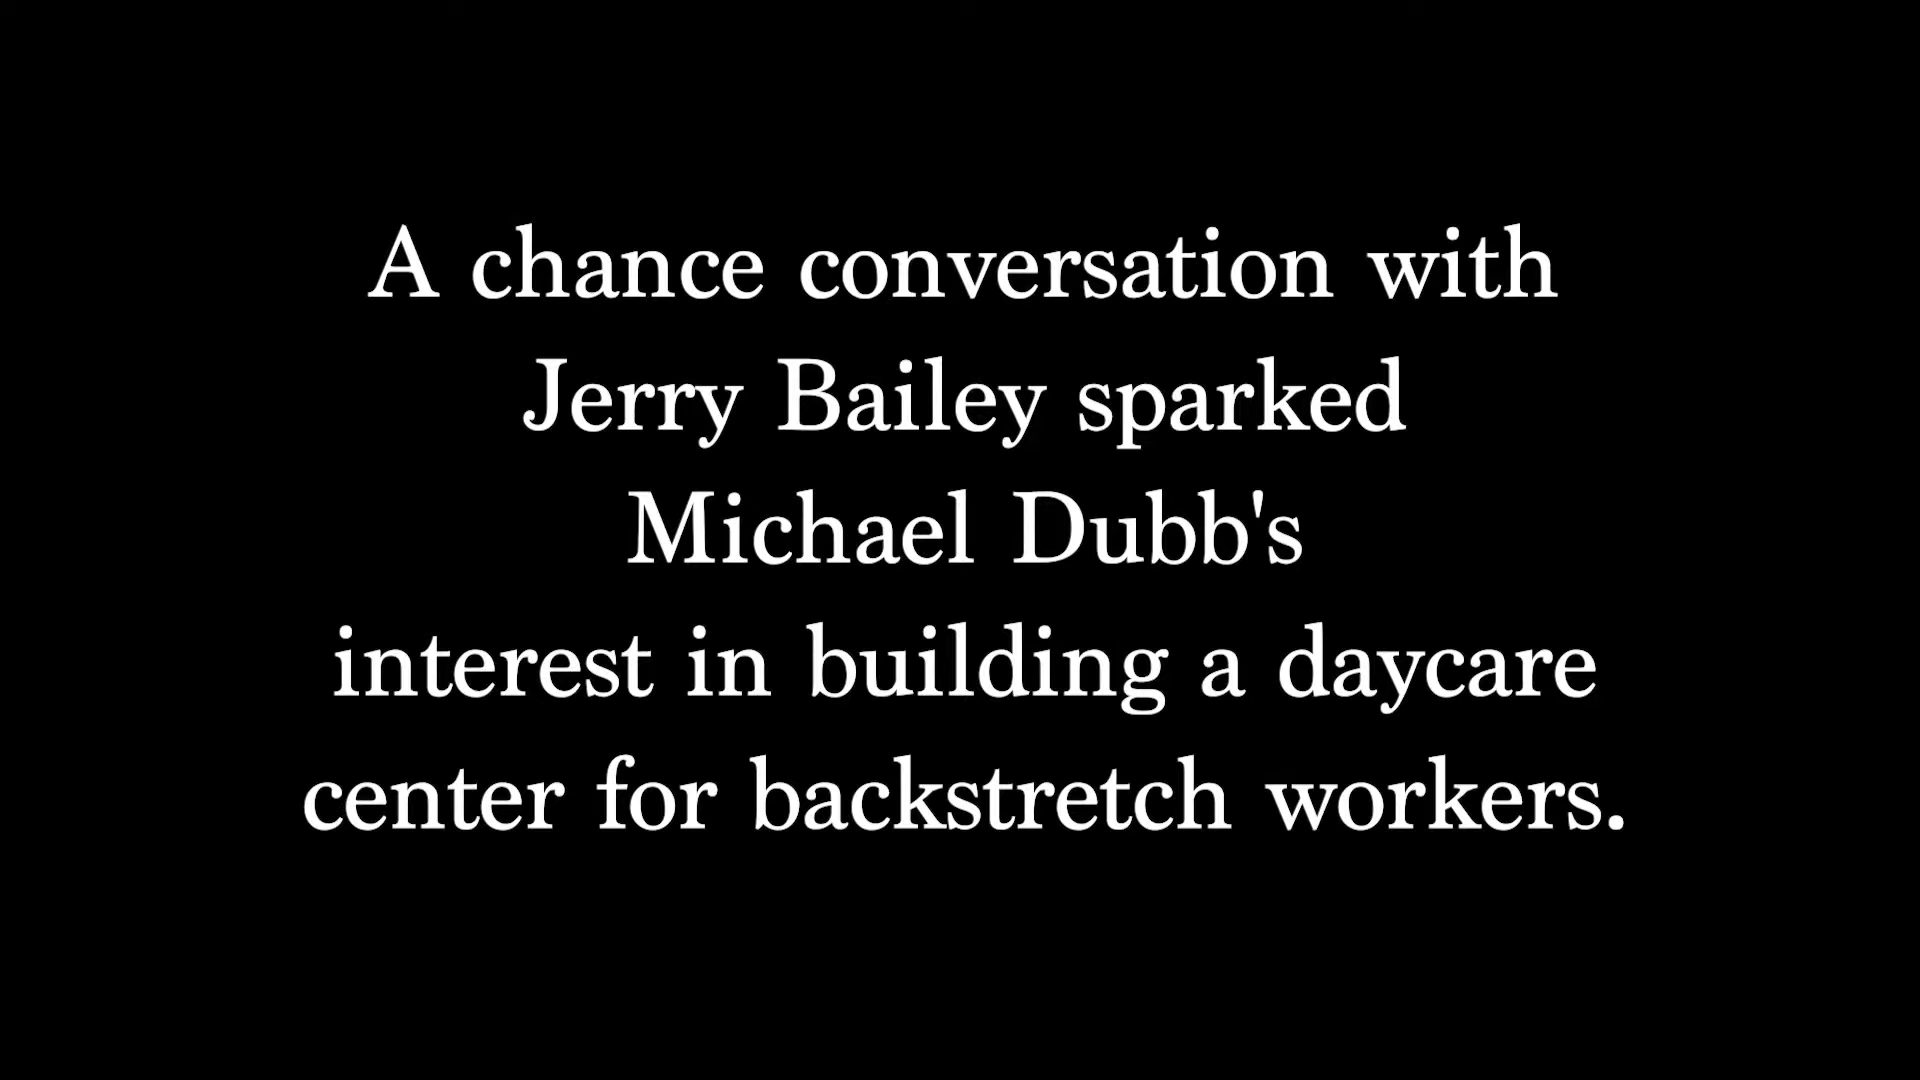 A chance conversation with
Jerry Bailey sparked
Michael Dubb's
interest in building a daycare
center for backstretch workers.